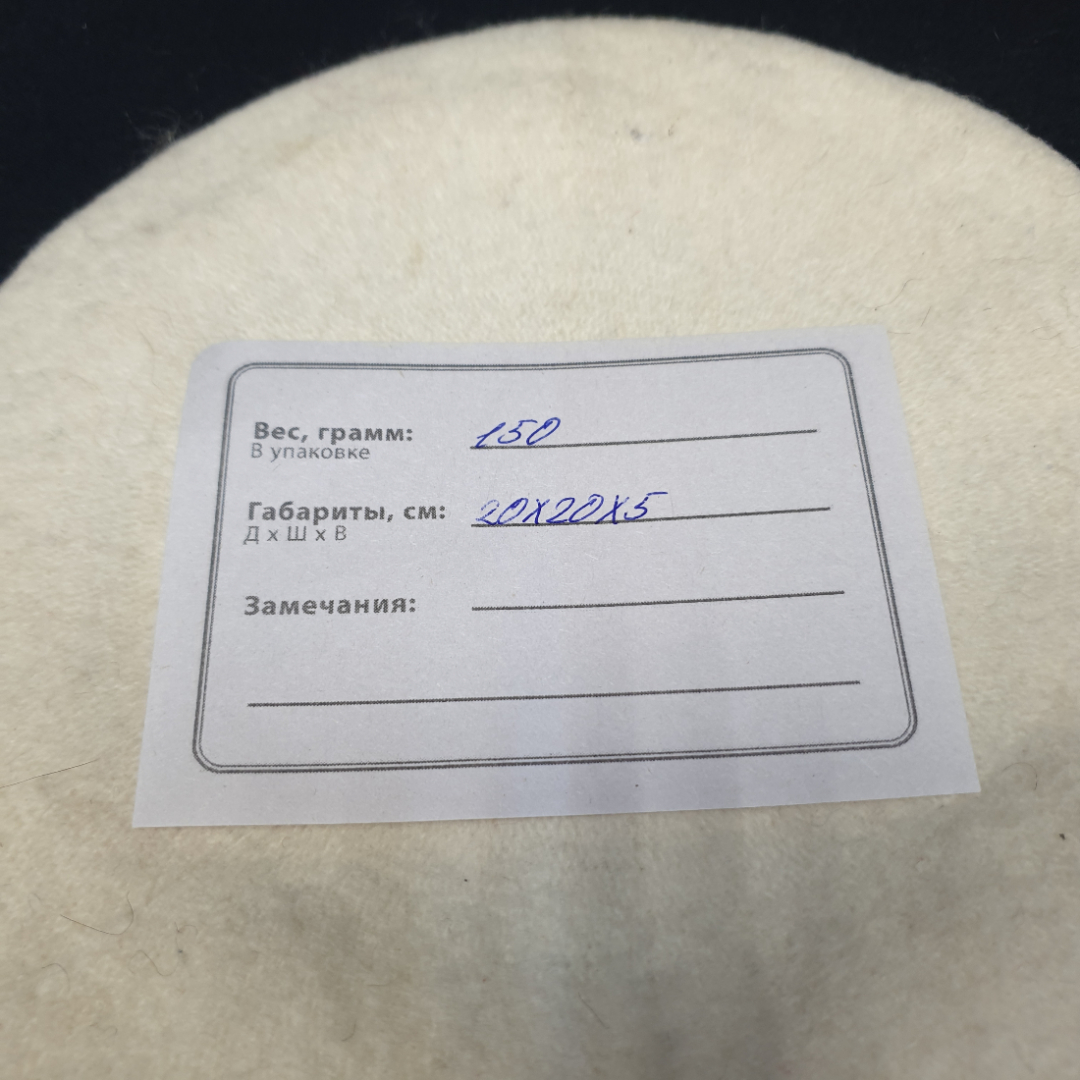 Вес, грамм: 150
В упаковке
Габариты, см: 20х20х5
Д х Ш х В
Замечания: